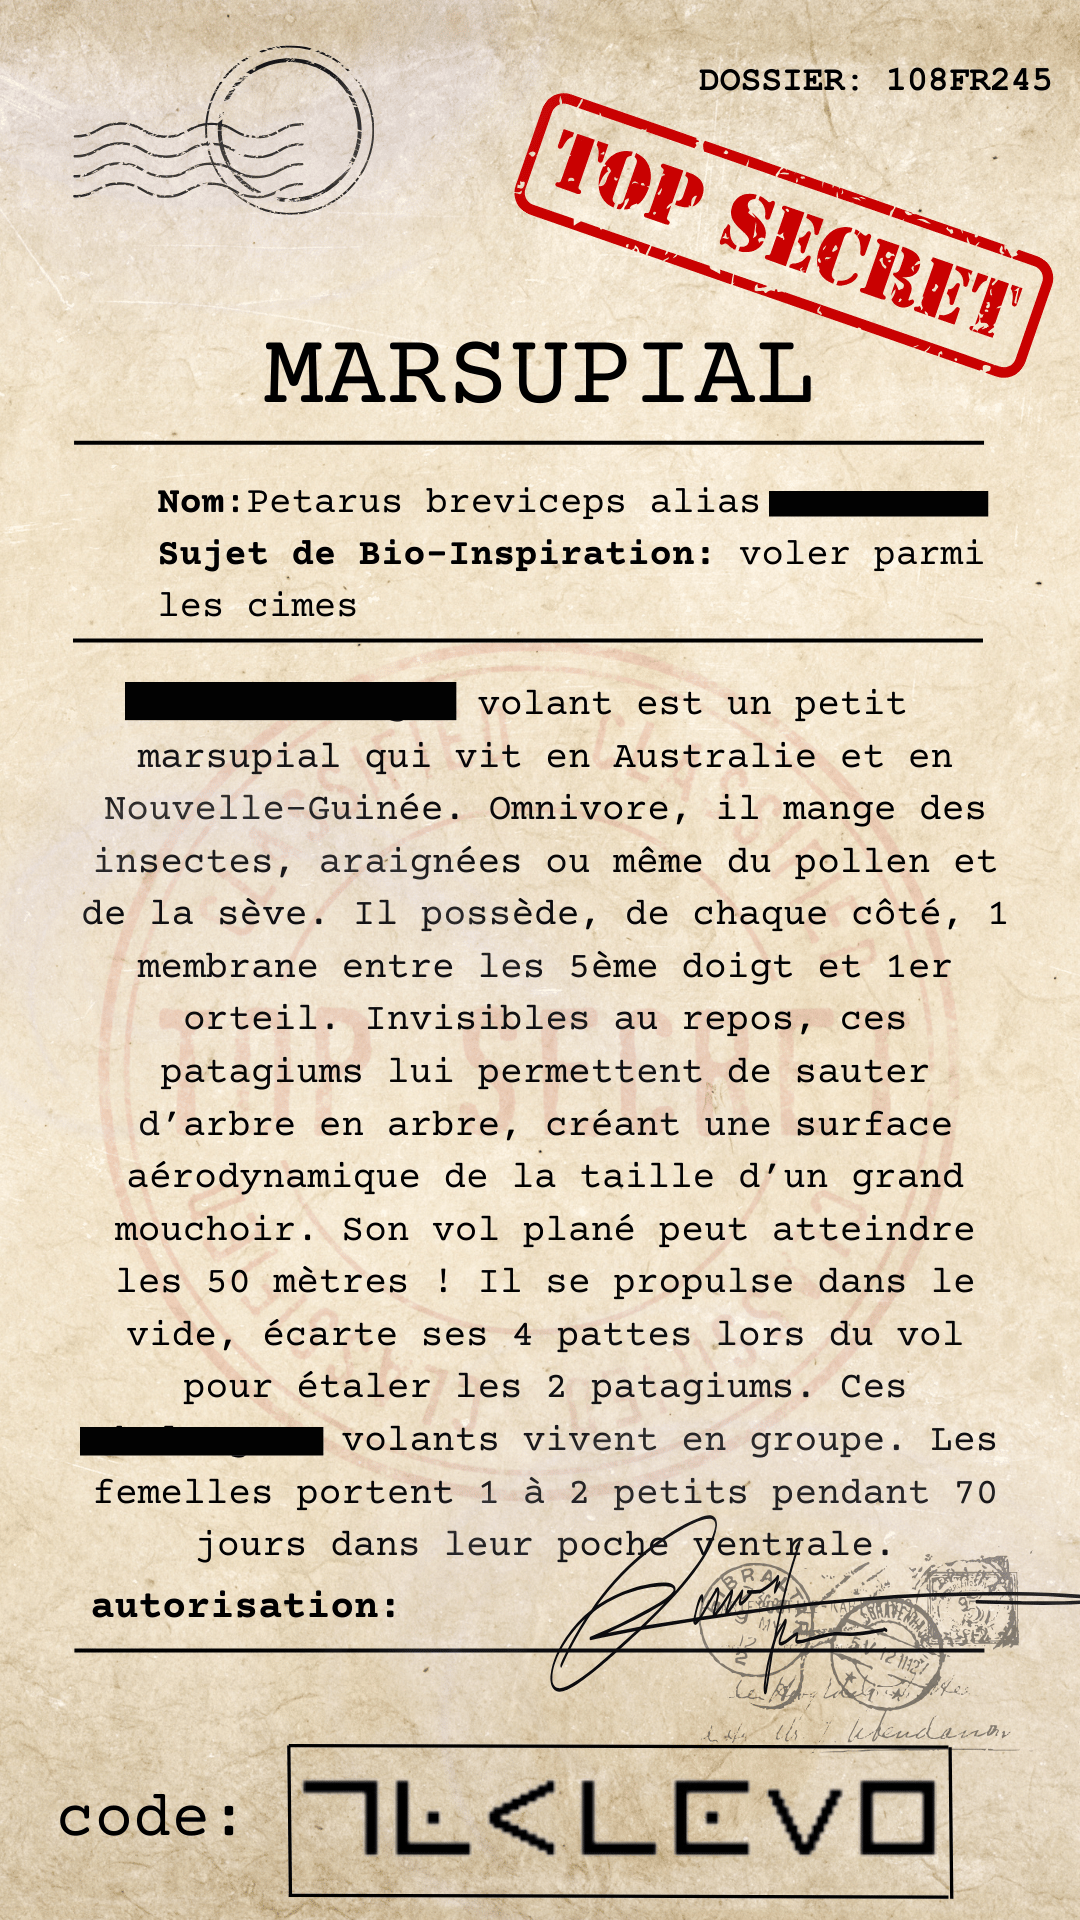 DOSSIER: 108FR245
TOP SECRET
MARSUPIAL
Nom:Petarus breviceps alias
Sujet de Bio-Inspiration: voler parmi
les cimes
volant est un petit
marsupial qui vit en Australie et en
Nouvelle-Guinée. Omnivore, il mange des
insectes, araignées ou même du pollen et
de la sève. Il possède, de chaque côté, 1
membrane entre les 5ème doigt et 1er
orteil. Invisibles au repos, ces
patagiums lui permettent de sauter
d’arbre en arbre, créant une surface
aérodynamique de la taille d’un grand
mouchoir. Son vol plané peut atteindre
les 50 mètres ! Il se propulse dans le
vide, écarte ses 4 pattes lors du vol
pour étaler les 2 patagiums. Ces
volants vivent en groupe. Les
femelles portent 1 à 2 petits pendant 70
jours dans leur poche ventrale.
CLASSIFIED CLASSIFIED
TOP SECRET
CLASSIFIED CLASSIFIED
autorisation:
code: